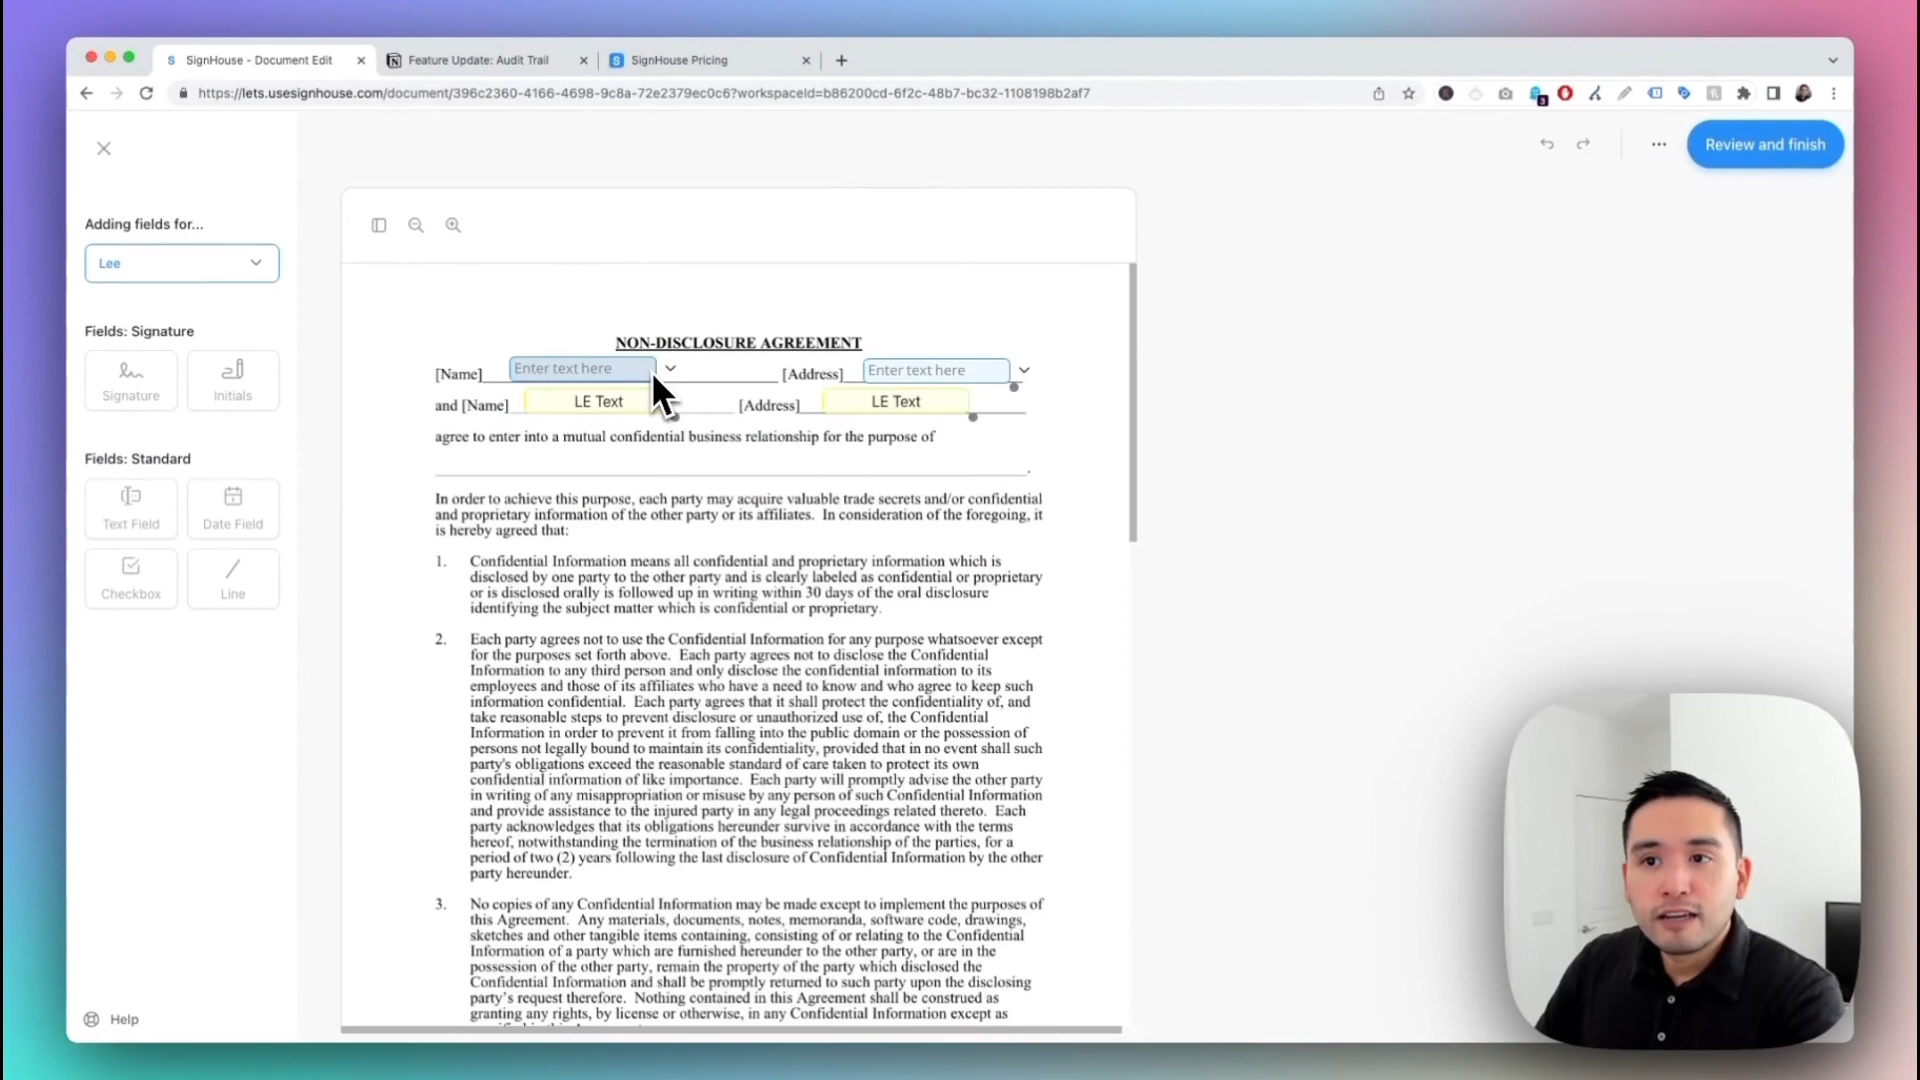 SignHouse - Document Edit
Feature Update: Audit Trail
SignHouse Pricing
https://lets.usesignhouse.com/document/396c2360-4166-4698-9c8a-72e2379ec0c6?workspaceId=b86200cd-6f2c-48b7-bc32-1108198b2af7
3
Review and finish
Adding fields for...
Lee
Fields: Signature
Signature
Initials
Fields: Standard
Text Field
Date Field
Checkbox
Line
Help
NON-DISCLOSURE AGREEMENT
[Name] Enter text here [Address] Enter text here
and [Name] LE Text [Address] LE Text
agree to enter into a mutual confidential business relationship for the purpose of
.
In order to achieve this purpose, each party may acquire valuable trade secrets and/or confidential
and proprietary information of the other party or its affiliates. In consideration of the foregoing, it
is hereby agreed that:
1. Confidential Information means all confidential and proprietary information which is
disclosed by one party to the other party and is clearly labeled as confidential or proprietary
or is disclosed orally is followed up in writing within 30 days of the oral disclosure
identifying the subject matter which is confidential or proprietary.
2. Each party agrees not to use the Confidential Information for any purpose whatsoever except
for the purposes set forth above. Each party agrees not to disclose the Confidential
Information to any third person and only disclose the confidential information to its
employees and those of its affiliates who have a need to know and who agree to keep such
information confidential. Each party agrees that it shall protect the confidentiality of, and
take reasonable steps to prevent disclosure or unauthorized use of, the Confidential
Information in order to prevent it from falling into the public domain or the possession of
persons not legally bound to maintain its confidentiality, provided that in no event shall such
party's obligations exceed the reasonable standard of care taken to protect its own
confidential information of like importance. Each party will promptly advise the other party
in writing of any misappropriation or misuse by any person of such Confidential Information
and provide assistance to the injured party in any legal proceedings related thereto. Each
party acknowledges that its obligations hereunder survive in accordance with the terms
hereof, notwithstanding the termination of the business relationship of the parties, for a
period of two (2) years following the last disclosure of Confidential Information by the other
party hereunder.
3. No copies of any Confidential Information may be made except to implement the purposes of
this Agreement. Any materials, documents, notes, memoranda, software code, drawings,
sketches and other tangible items containing, consisting of or relating to the Confidential
Information of a party which are furnished hereunder to the other party, or are in the
possession of the other party, remain the property of the party which disclosed the
Confidential Information and shall be promptly returned to such party upon the disclosing
party's request therefore. Nothing contained in this Agreement shall be construed as
granting any rights, by license or otherwise, in any Confidential Information except as